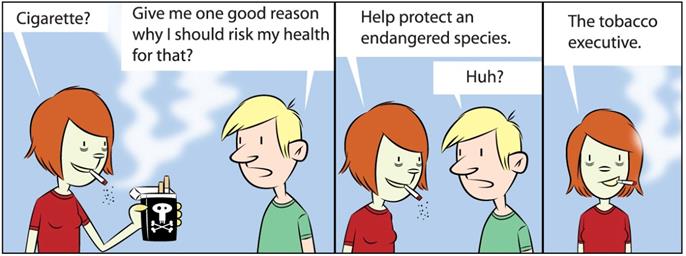 Cigarette?
Give me one good reason
why I should risk my health
for that?
Help protect an
endangered species.
Huh?
The tobacco
executive.